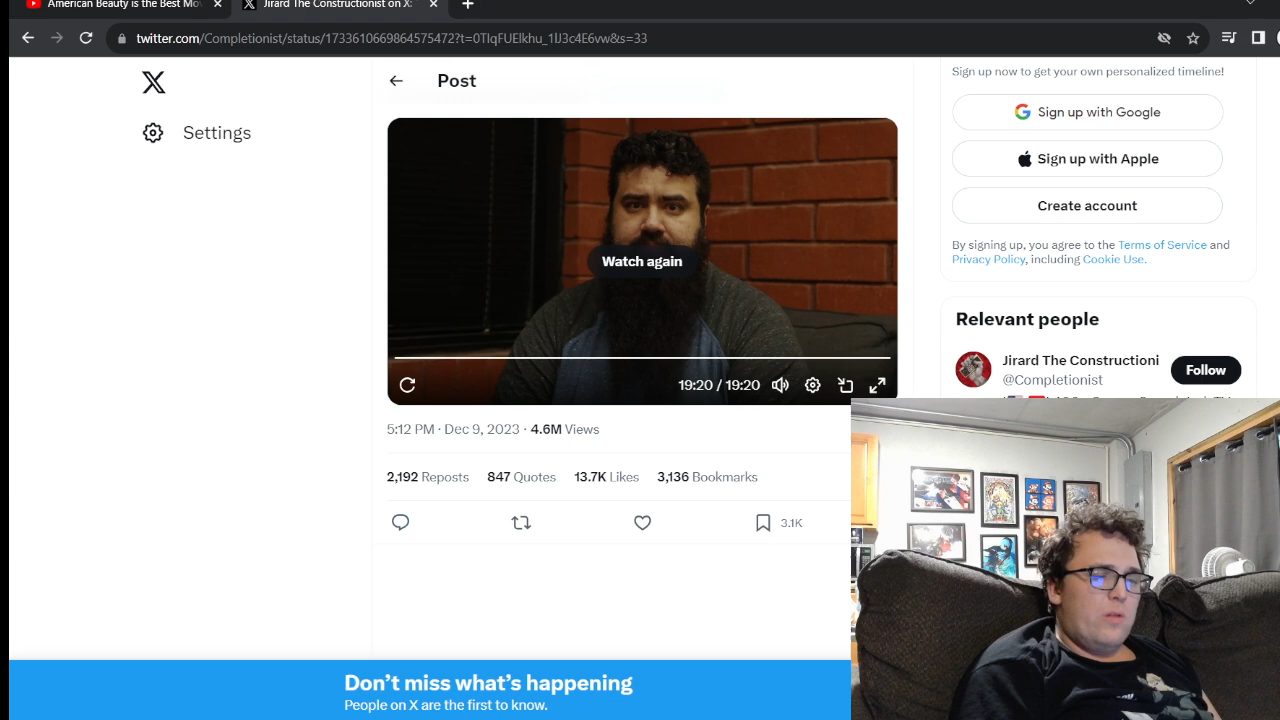 American Beauty is the Best Mov
Jirard The Constructionist on X:
twitter.com/Completionist/status/1733610669864575472?t=0TIqFUEIkhu_1lJ3c4E6vw&s=33
Settings
Post
Watch again
19:20 / 19:20
5:12 PM · Dec 9, 2023 · 4.6M Views
2,192 Reposts 847 Quotes 13.7K Likes 3,136 Bookmarks
3.1K
Sign up now to get your own personalized timeline!
Sign up with Google
Sign up with Apple
Create account
By signing up, you agree to the Terms of Service and
Privacy Policy, including Cookie Use.
Relevant people
Jirard The Constructioni
@Completionist
Follow
Don’t miss what’s happening
People on X are the first to know.